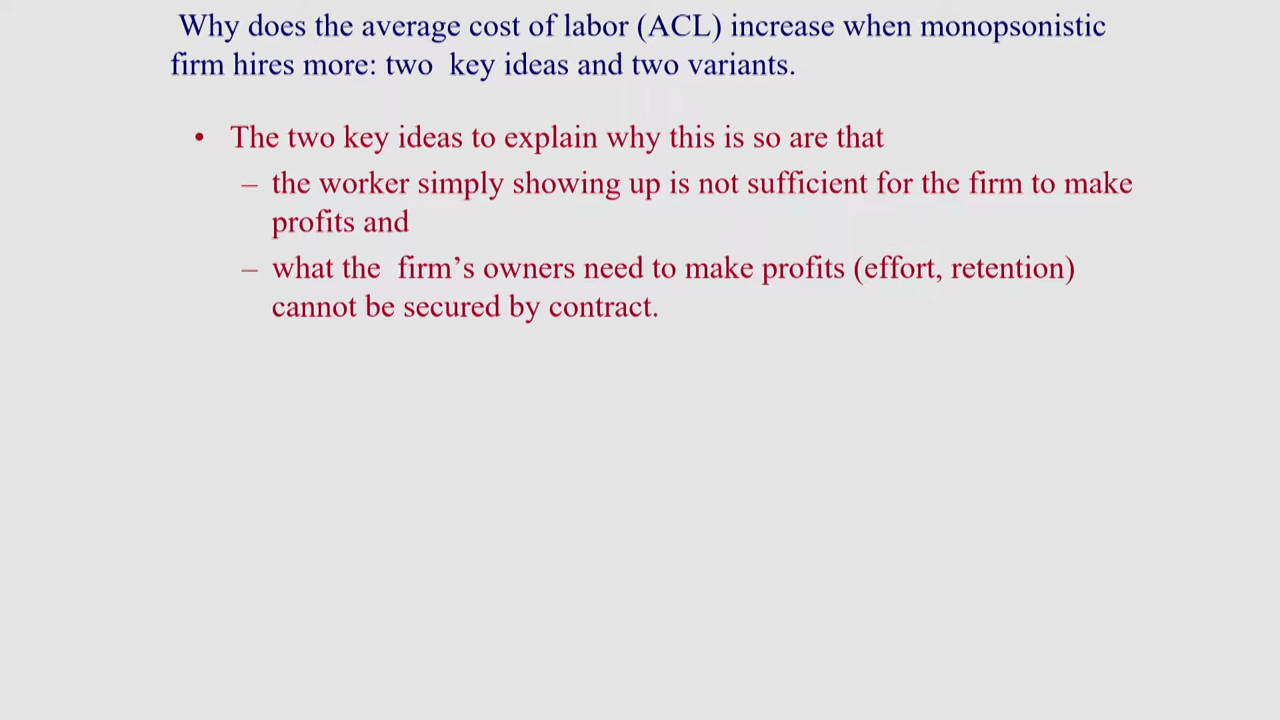 Why does the average cost of labor (ACL) increase when monopsonistic
firm hires more: two  key ideas and two variants.
• The two key ideas to explain why this is so are that
– the worker simply showing up is not sufficient for the firm to make
profits and
– what the  firm’s owners need to make profits (effort, retention)
cannot be secured by contract.